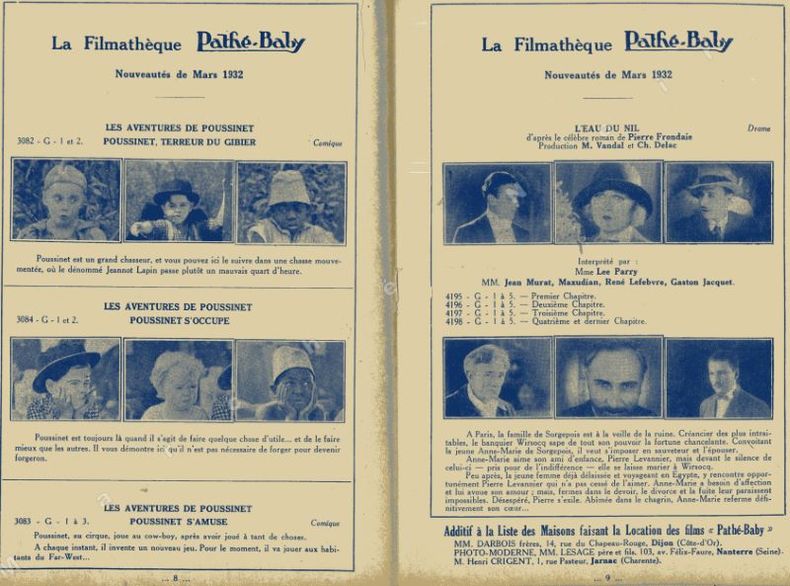 La Filmathèque Pathé-Baby
Nouveautés de Mars 1932
LES AVENTURES DE POUSSINET
3082 - G - 1 et 2. POUSSINET, TERREUR DU GIBIER Comique
Poussinet est un grand chasseur, et vous pouvez ici le suivre dans une chasse mouve-
mentée, où le dénommé Jeannot Lapin passe plutôt un mauvais quart d'heure.
LES AVENTURES DE POUSSINET
3084 - G - 1 et 2. POUSSINET S'OCCUPE
Poussinet est toujours là quand il s'agit de faire quelque chose d'utile... et de le faire
mieux que les autres. Il vous démontre ici qu'il n'est pas nécessaire de forger pour devenir
forgeron.
LES AVENTURES DE POUSSINET
3083 - G - 1 à 3. POUSSINET S'AMUSE Comique
Poussinet, au cirque, joue au cow-boy, après avoir joué à tant de choses.
A chaque instant, il invente un nouveau jeu. Pour le moment, il va jouer aux habi-
tants du Far-West...
... 8 ...
La Filmathèque Pathé-Baby
Nouveautés de Mars 1932
L'EAU DU NIL Drame
d'après le célèbre roman de Pierre Frondaie
Production M. Vandal et Ch. Delac
Interprété par :
Mme Lee Parry
MM. Jean Murat, Maxudian, René Lefebvre, Gaston Jacquet.
4195 - G - 1 à 5. — Premier Chapitre.
4196 - G - 1 à 5. — Deuxième Chapitre.
4197 - G - 1 à 5. — Troisième Chapitre.
4198 - G - 1 à 5. — Quatrième et dernier Chapitre.
A Paris, la famille de Sorgepois est à la veille de la ruine. Créancier des plus intrai-
tables, le banquier Wirsocq sape de tout son pouvoir la fortune chancelante. Convoitant
la jeune Anne-Marie de Sorgepois, il veut s'imposer en sauveteur et l'épouser.
Anne-Marie aime son ami d'enfance, Pierre Levannier, mais devant le silence de
celui-ci — pris pour de l'indifférence — elle se laisse marier à Wirsocq.
Peu après, la jeune femme déjà délaissée et voyageant en Egypte, y rencontre oppor-
tunément Pierre Levannier qui n'a pas cessé de l'aimer. Anne-Marie a besoin d'affection
et lui avoue son amour ; mais, fermes dans le devoir, le divorce et la fuite leur paraissent
impossibles. Désespéré, Pierre s'exile. Abîmée dans le chagrin, Anne-Marie referme défi-
nitivement son cœur...
Additif à la Liste des Maisons faisant la Location des films « Pathé-Baby »
MM. DARBOIS frères, 14, rue du Chapeau-Rouge, Dijon (Côte-d'Or).
PHOTO-MODERNE, MM. LESAGE père et fils, 103, av. Félix-Faure, Nanterre (Seine).
M. Henri CRIGENT, 1, rue Pasteur, Jarnac (Charente).
... 9 ...